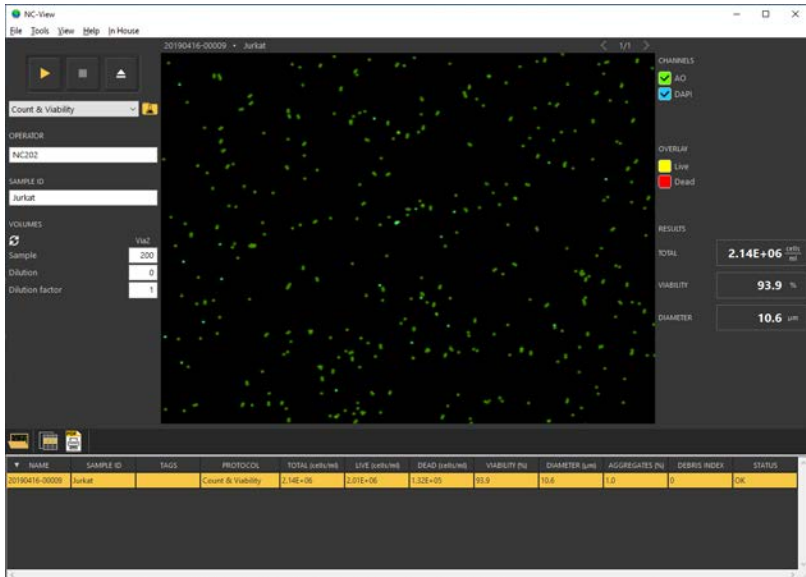 NC-View
File Tools View Help In House
20190416-00009 • Jurkat
1/1
Count & Viability
OPERATOR
NC202
SAMPLE ID
Jurkat
VOLUMES
Via2
Sample 200
Dilution 0
Dilution factor 1
CHANNELS
AO
DAPI
OVERLAY
Live
Dead
RESULTS
TOTAL 2.14E+06 cells/ml
VIABILITY 93.9 %
DIAMETER 10.6 µm
PDF
NAME SAMPLE ID TAGS PROTOCOL TOTAL (cells/ml) LIVE (cells/ml) DEAD (cells/ml) VIABILITY (%) DIAMETER (µm) AGGREGATES (%) DEBRIS INDEX STATUS
20190416-00009 Jurkat Count & Viability 2.14E+06 2.01E+06 1.32E+05 93.9 10.6 1.0 0 OK